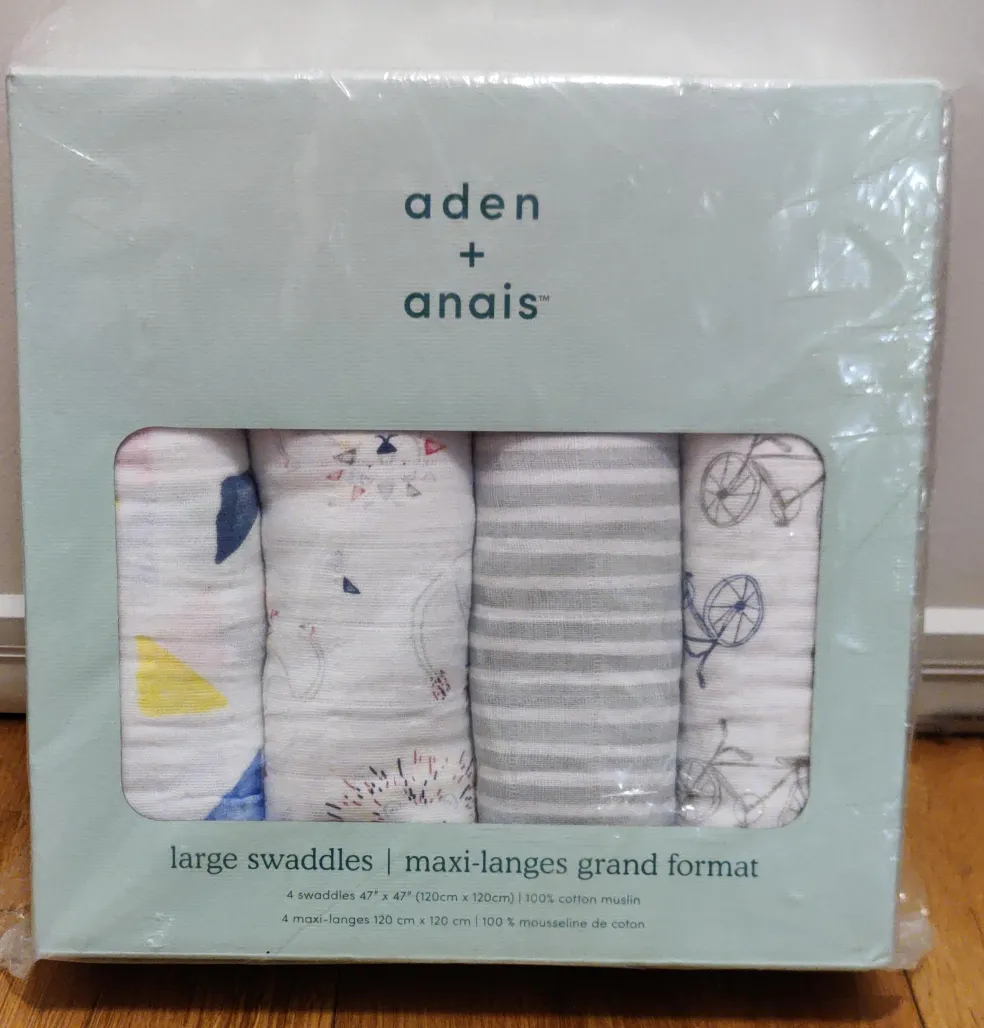 aden
+
anais™
large swaddles | maxi-langes grand format
4 swaddles 47" x 47" (120cm x 120cm) | 100% cotton muslin
4 maxi-langes 120 cm x 120 cm | 100 % mousseline de coton